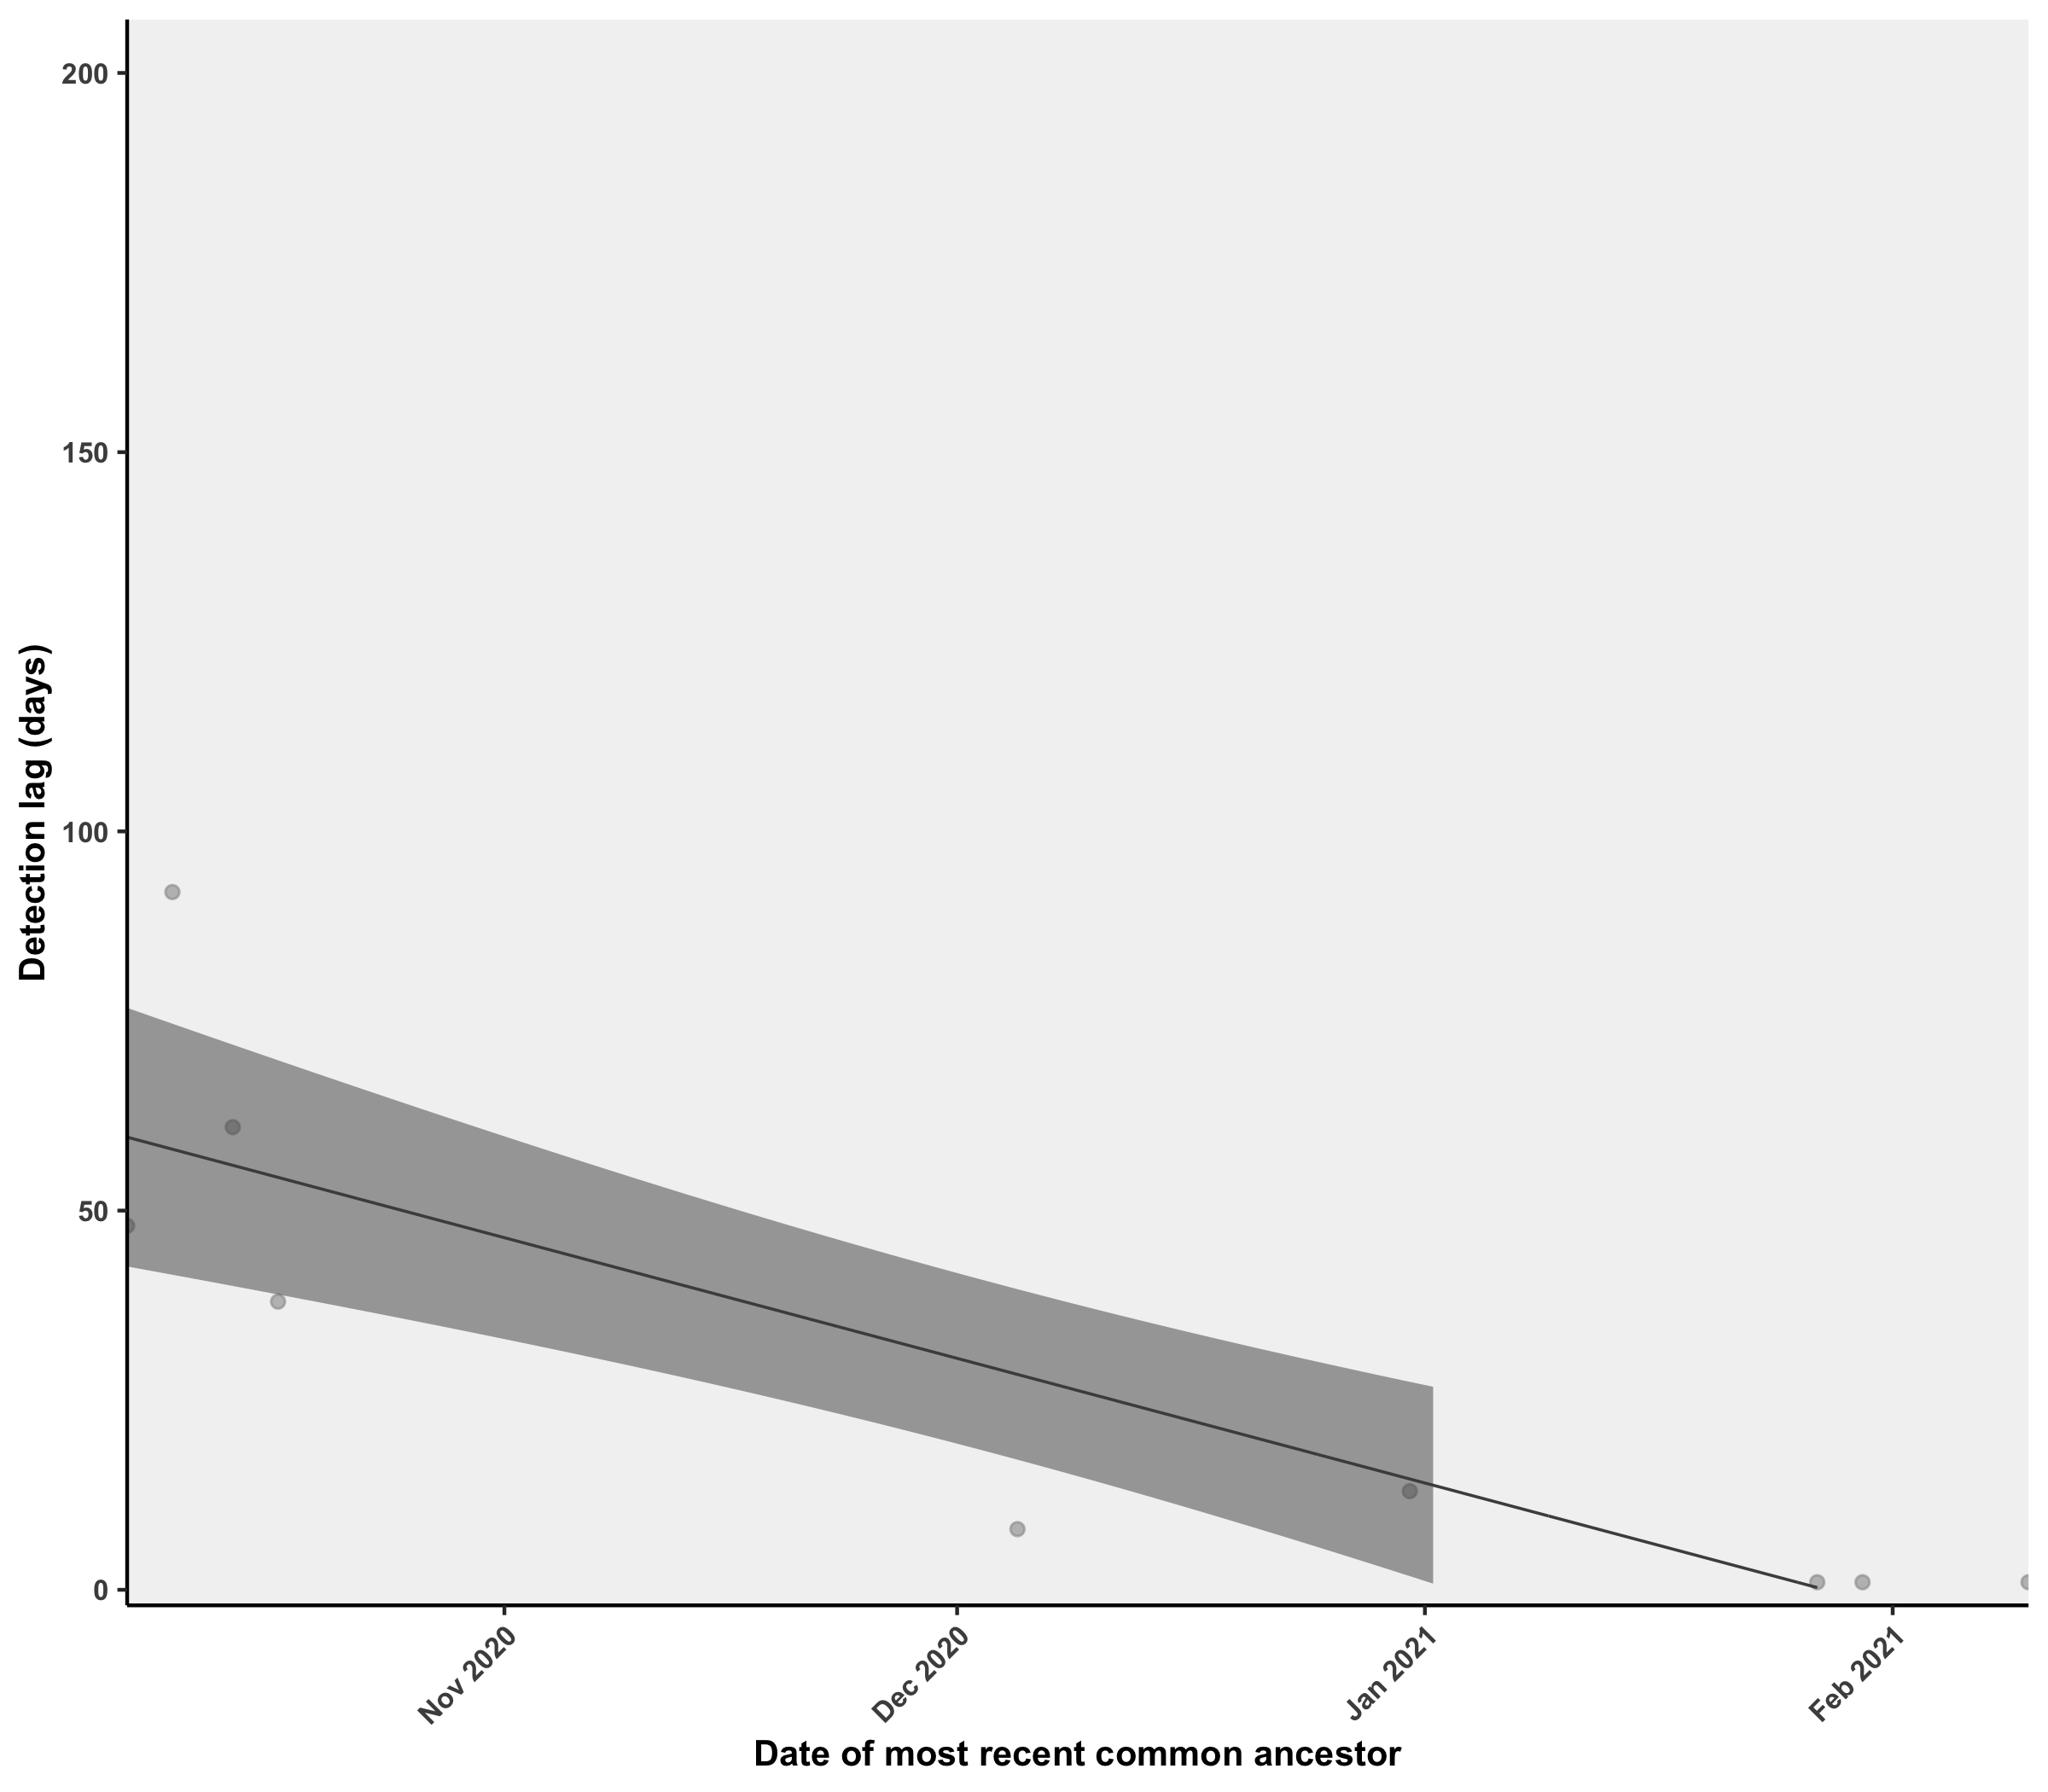 200
150
100
50
0
Detection lag (days)
Nov 2020
Dec 2020
Jan 2021
Feb 2021
Date of most recent common ancestor